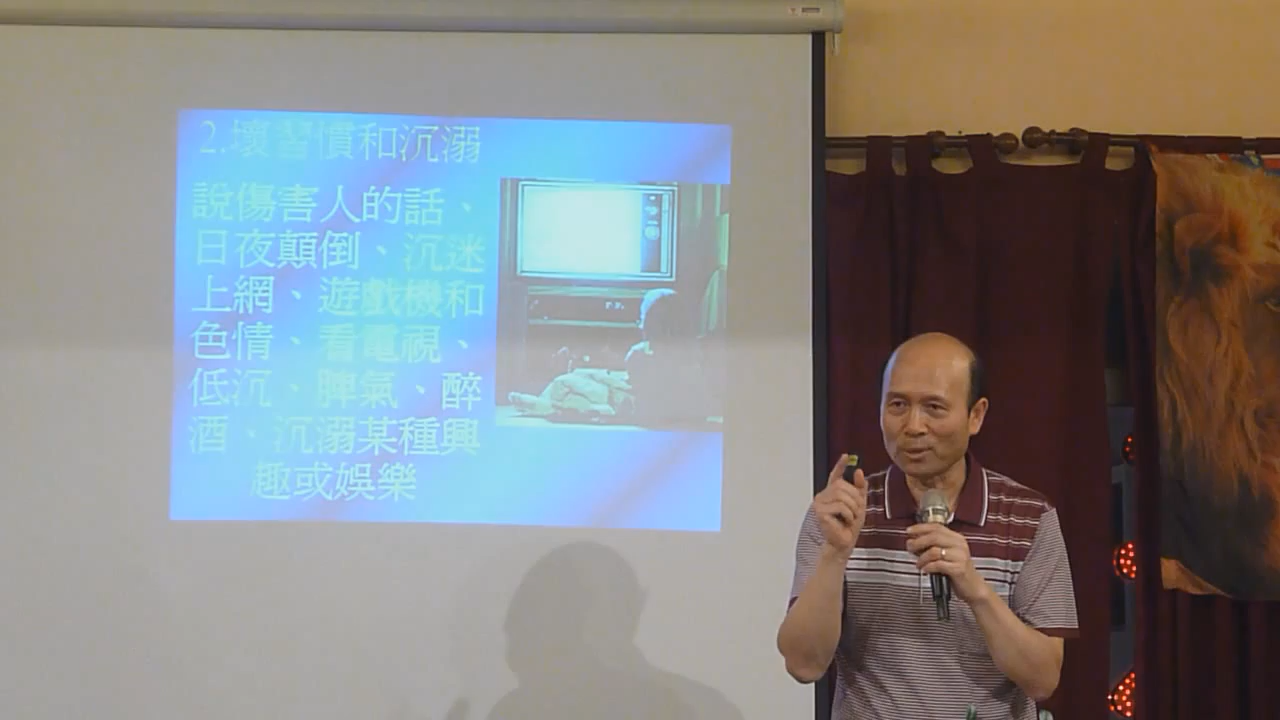 2.壞習慣和沉溺
說傷害人的話、
日夜顛倒、沉迷
上網、遊戲機和
色情、看電視、
低沉、脾氣、醉
酒、沉溺某種興
趣或娛樂